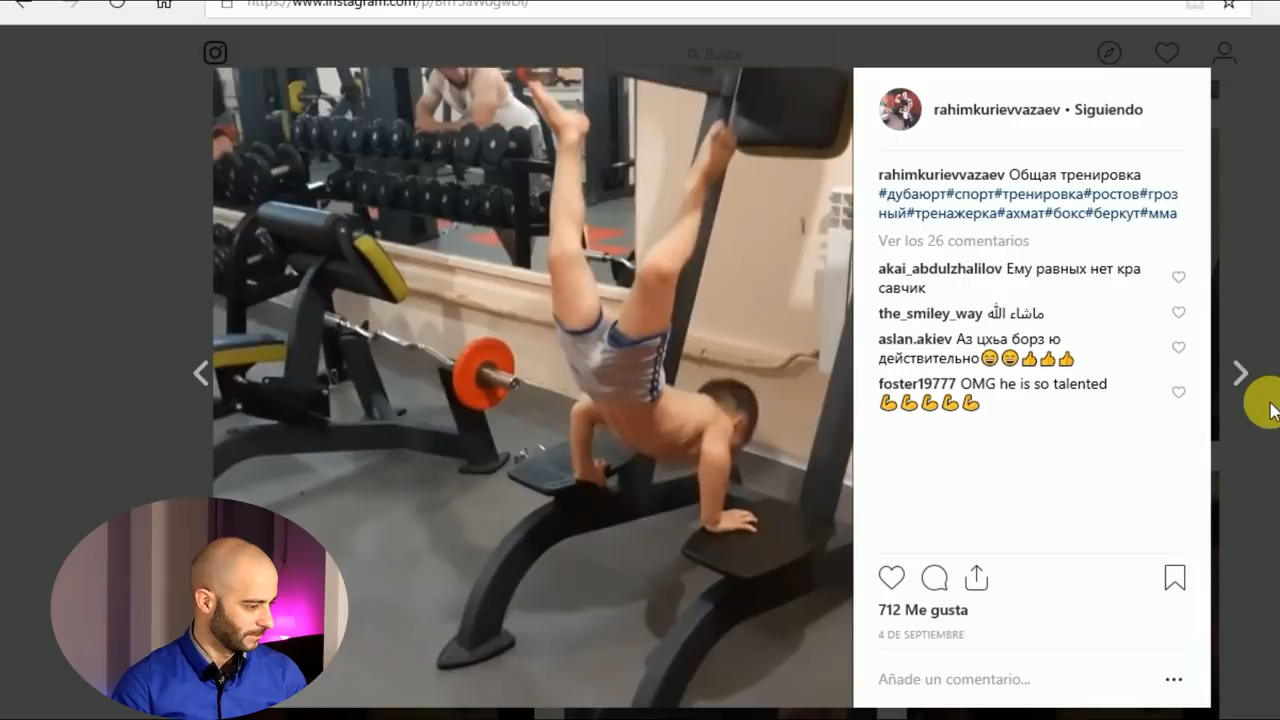 Busca
rahimkurievvazaev • Siguiendo
rahimkurievvazaev Общая тренировка
#дубаюрт#спорт#тренировка#ростов#гроз
ный#тренажерка#ахмат#бокс#беркут#мма
Ver los 26 comentarios
akai_abdulzhalilov Ему равных нет кра
савчик
the_smiley_way ماشاء الله
aslan.akiev Аз цхьа борз ю
действительно😄😄👍👍👍
foster19777 OMG he is so talented
💪💪💪💪💪
712 Me gusta
4 DE SEPTIEMBRE
Añade un comentario...